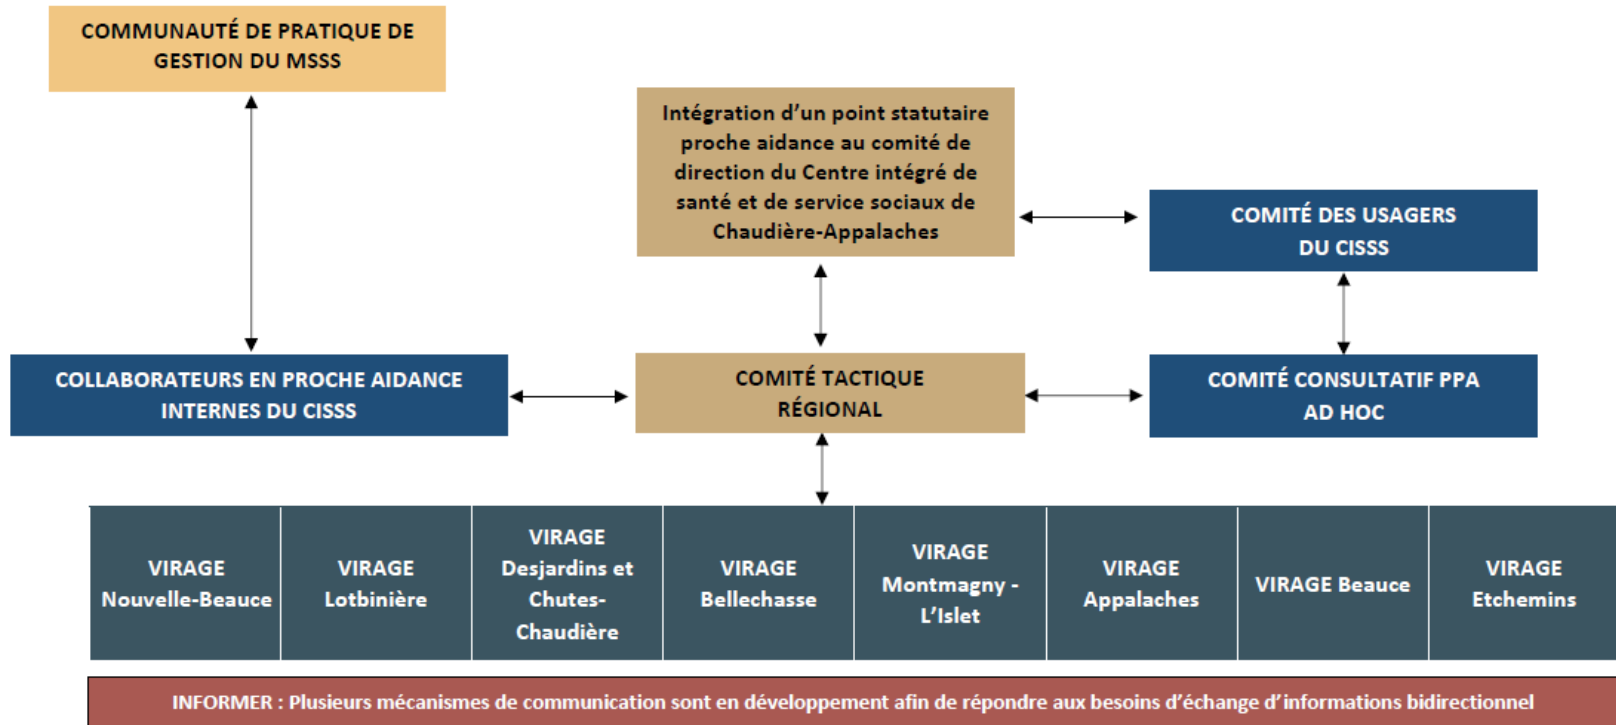 COMMUNAUTÉ DE PRATIQUE DE
GESTION DU MSSS
Intégration d'un point statutaire
proche aidance au comité de
direction du Centre intégré de
santé et de service sociaux de
Chaudière-Appalaches
COMITÉ DES USAGERS
DU CISSS
COLLABORATEURS EN PROCHE AIDANCE
INTERNES DU CISSS
COMITÉ TACTIQUE
RÉGIONAL
COMITÉ CONSULTATIF PPA
AD HOC
VIRAGE
Nouvelle-Beauce
VIRAGE
Lotbinière
VIRAGE
Desjardins et
Chutes-
Chaudière
VIRAGE
Bellechasse
VIRAGE
Montmagny -
L'Islet
VIRAGE
Appalaches
VIRAGE Beauce
VIRAGE
Etchemins
INFORMER : Plusieurs mécanismes de communication sont en développement afin de répondre aux besoins d'échange d'informations bidirectionnel